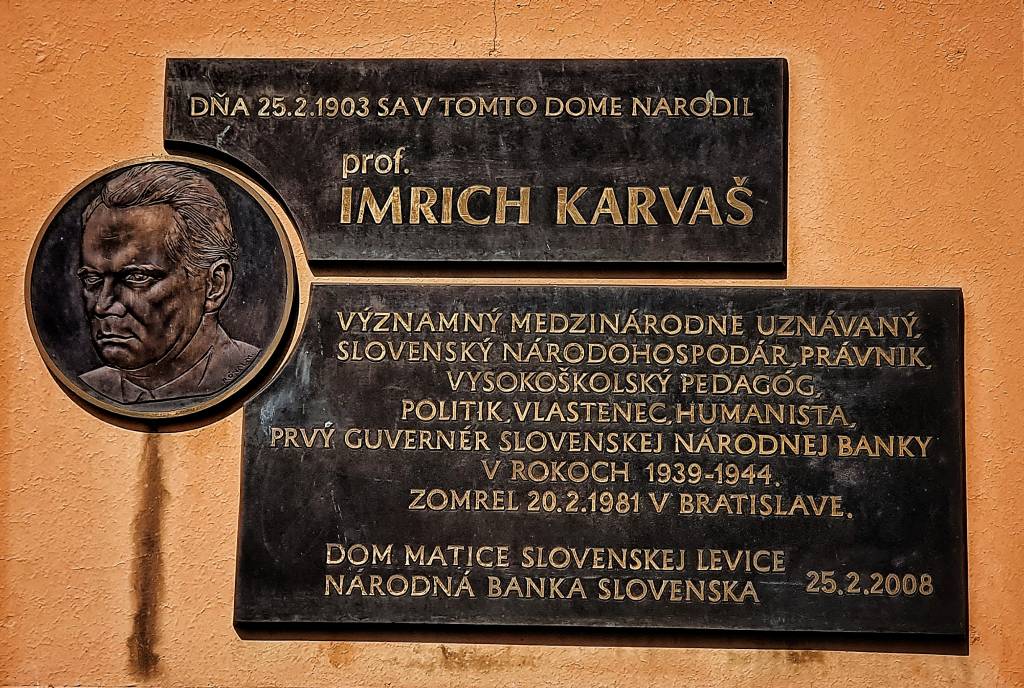 DŇA 25.2.1903 SA V TOMTO DOME NARODIL
prof.
IMRICH KARVAŠ
VÝZNAMNÝ MEDZINÁRODNE UZNÁVANÝ,
SLOVENSKÝ NÁRODOHOSPODÁR, PRÁVNIK,
VYSOKOŠKOLSKÝ PEDAGÓG,
POLITIK, VLASTENEC, HUMANISTA,
PRVÝ GUVERNÉR SLOVENSKEJ NÁRODNEJ BANKY
V ROKOCH 1939-1944.
ZOMREL 20.2.1981 V BRATISLAVE.
DOM MATICE SLOVENSKEJ LEVICE
NÁRODNÁ BANKA SLOVENSKA 25.2.2008